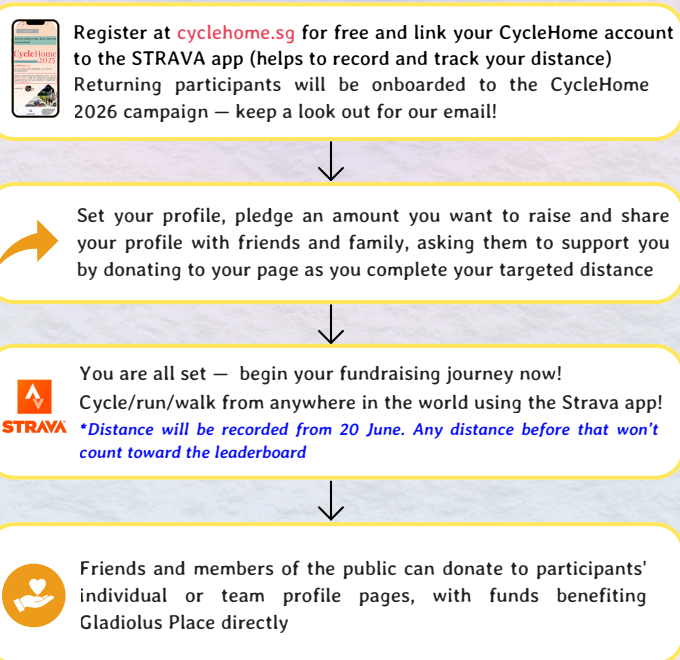 CycleHome
2025
Register at cyclehome.sg for free and link your CycleHome account
to the STRAVA app (helps to record and track your distance)
Returning participants will be onboarded to the CycleHome
2026 campaign — keep a look out for our email!
Set your profile, pledge an amount you want to raise and share
your profile with friends and family, asking them to support you
by donating to your page as you complete your targeted distance
You are all set — begin your fundraising journey now!
Cycle/run/walk from anywhere in the world using the Strava app!
STRAVA
*Distance will be recorded from 20 June. Any distance before that won't
count toward the leaderboard
Friends and members of the public can donate to participants'
individual or team profile pages, with funds benefiting
Gladiolus Place directly